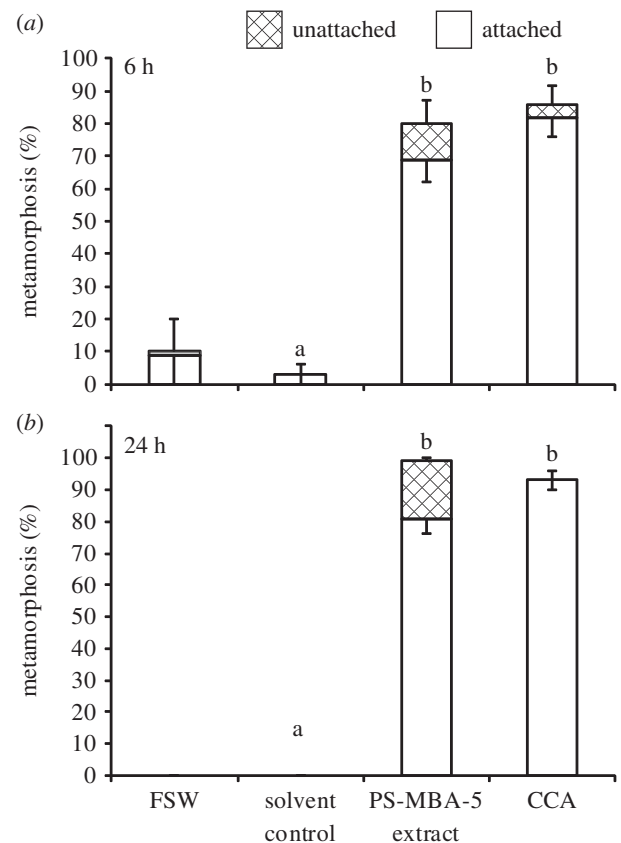 (a)
unattached attached
6 h
metamorphosis (%)
100
90
80
70
60
50
40
30
20
10
0
a
b
b
(b)
24 h
metamorphosis (%)
100
90
80
70
60
50
40
30
20
10
0
a
b
b
FSW
solvent
control
PS-MBA-5
extract
CCA